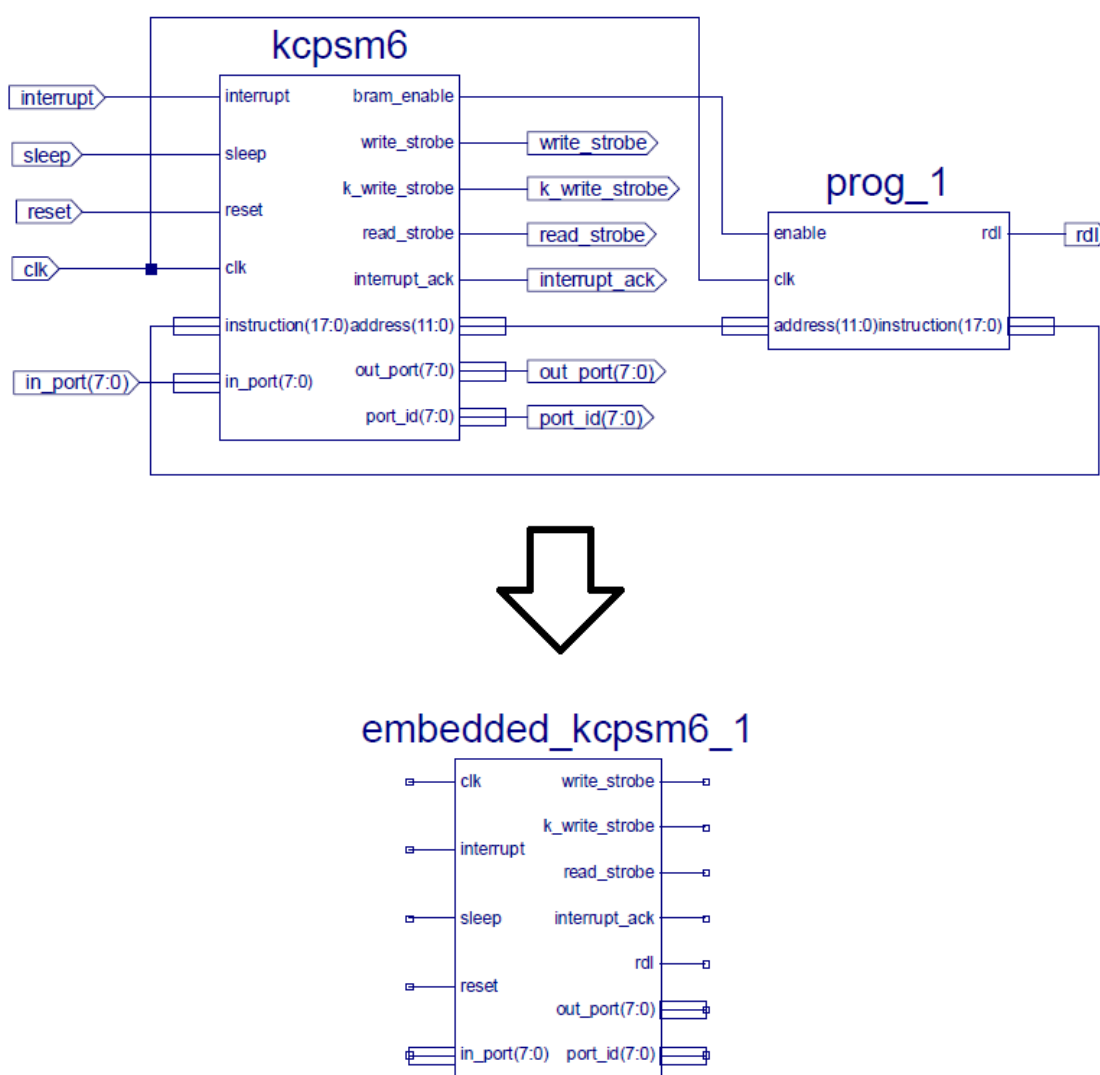 kcpsm6
interrupt
interrupt
bram_enable
sleep
sleep
write_strobe
write_strobe
k_write_strobe
k_write_strobe
reset
reset
read_strobe
read_strobe
clk
clk
interrupt_ack
interrupt_ack
instruction(17:0)address(11:0)
in_port(7:0)
in_port(7:0)
out_port(7:0)
out_port(7:0)
port_id(7:0)
port_id(7:0)
prog_1
enable
rdl
rdl
clk
address(11:0)instruction(17:0)
embedded_kcpsm6_1
clk
write_strobe
k_write_strobe
interrupt
read_strobe
sleep
interrupt_ack
rdl
reset
out_port(7:0)
in_port(7:0)
port_id(7:0)